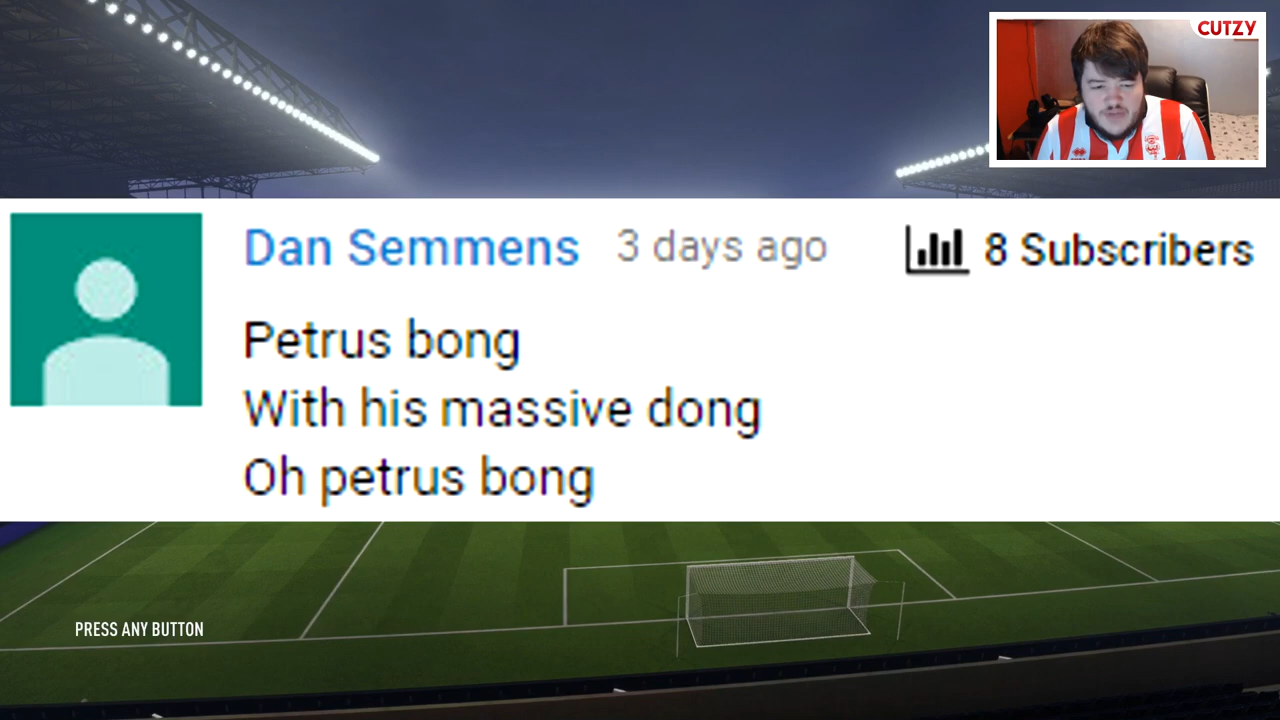 CUTZY
Dan Semmens 3 days ago 8 Subscribers
Petrus bong
With his massive dong
Oh petrus bong
PRESS ANY BUTTON